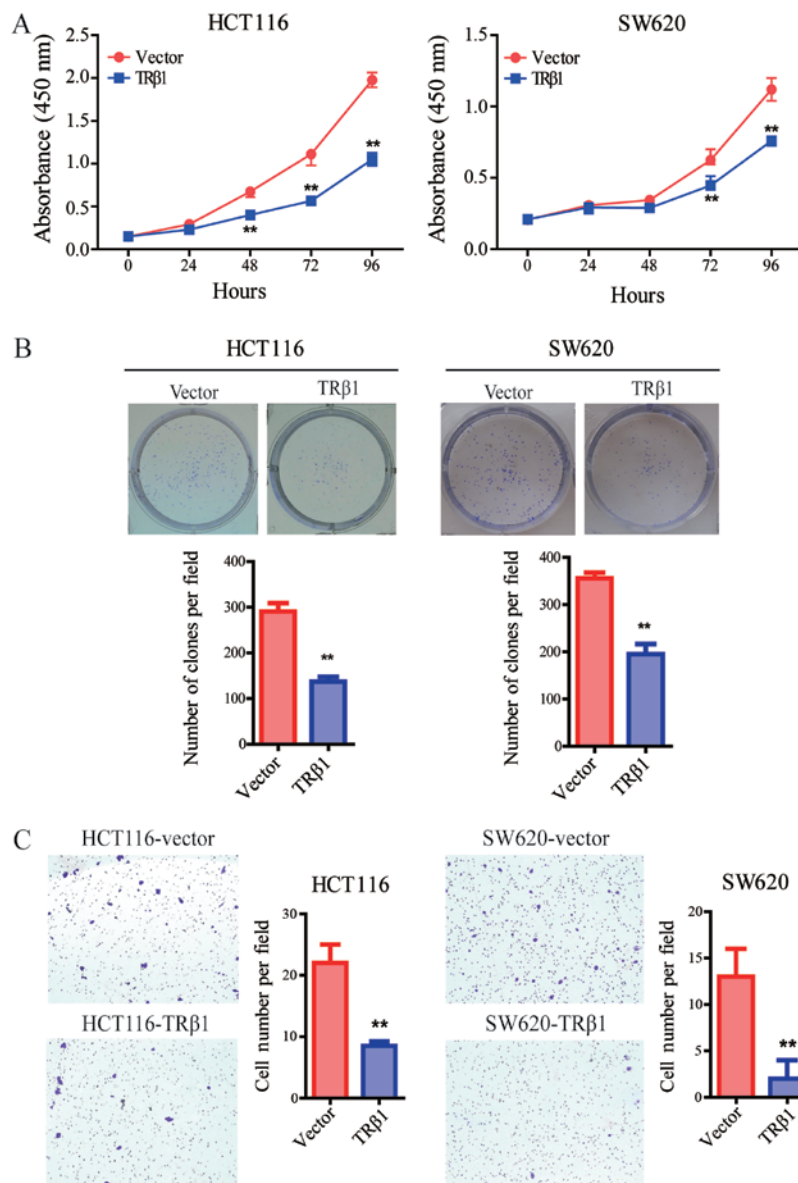 A
HCT116
Vector
TRβ1
Absorbance (450 nm)
2.5
2.0
1.5
1.0
0.5
0.0
**
**
**
0
24
48
72
96
Hours
SW620
Vector
TRβ1
Absorbance (450 nm)
1.5
1.0
0.5
0.0
**
**
0
24
48
72
96
Hours
B
HCT116
Vector
TRβ1
Number of clones per field
400
300
200
100
0
**
Vector
TRβ1
SW620
Vector
TRβ1
Number of clones per field
400
200
0
**
Vector
TRβ1
C
HCT116-vector
HCT116-TRβ1
HCT116
Cell number per field
30
20
10
0
**
Vector
TRβ1
SW620-vector
SW620-TRβ1
SW620
Cell number per field
20
15
10
5
0
**
Vector
TRβ1